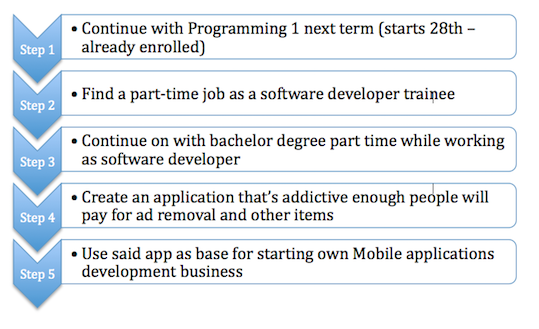 Step 1
• Continue with Programming 1 next term (starts 28th –
already enrolled)
Step 2
• Find a part-time job as a software developer trainee
Step 3
• Continue on with bachelor degree part time while working
as software developer
Step 4
• Create an application that’s addictive enough people will
pay for ad removal and other items
Step 5
• Use said app as base for starting own Mobile applications
development business